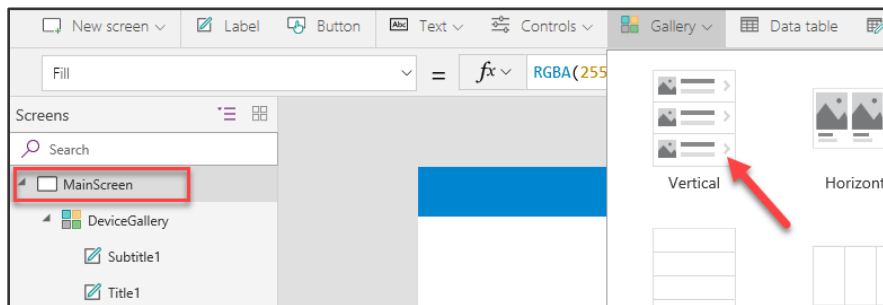 New screen Label Button Abc Text Controls Gallery Data table
Fill = fx RGBA(255
Screens
Search
MainScreen
DeviceGallery
Subtitle1
Title1
Vertical Horizont